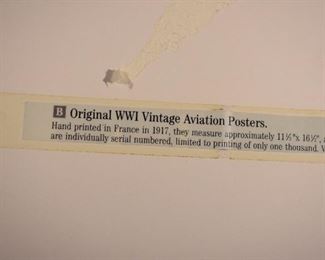 B Original WWI Vintage Aviation Posters.
Hand printed in France in 1917, they measure approximately 11½"x 16½",
are individually serial numbered, limited to printing of only one thousand.